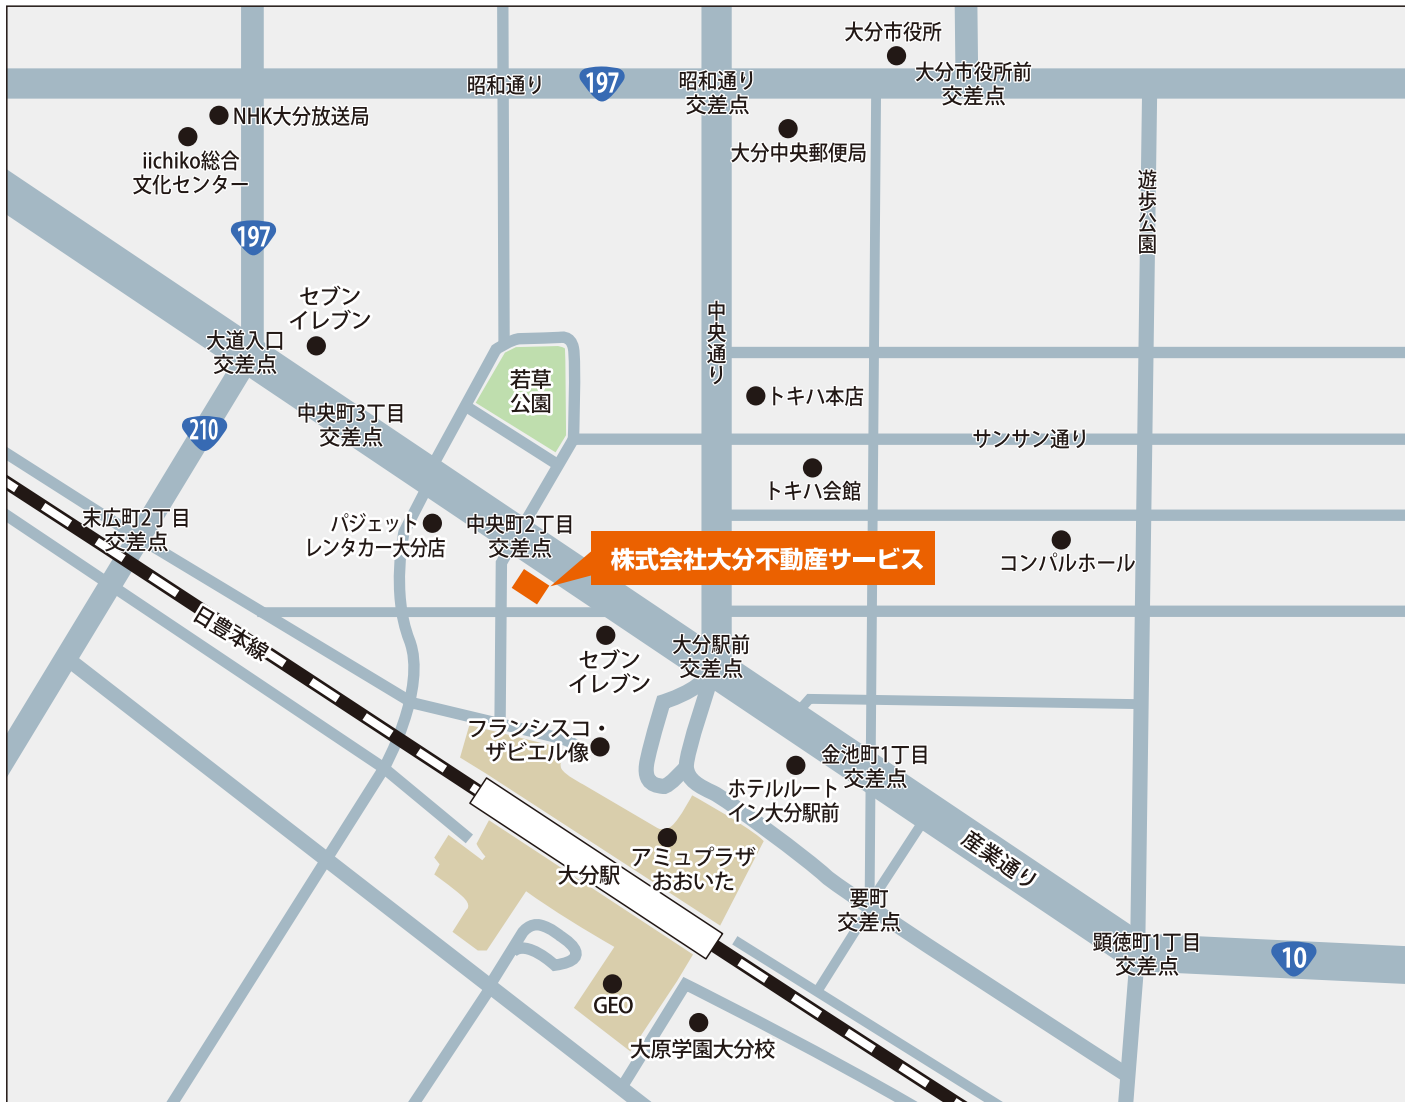 大分市役所
昭和通り
197
昭和通り
交差点
大分市役所前
交差点
NHK大分放送局
iichiko総合
文化センター
大分中央郵便局
遊歩公園
197
セブン
イレブン
中央通り
大道入口
交差点
若草
公園
トキハ本店
中央町3丁目
交差点
210
サンサン通り
トキハ会館
末広町2丁目
交差点
パジェット
レンタカー大分店
中央町2丁目
交差点
株式会社大分不動産サービス
コンパルホール
日豊本線
セブン
イレブン
大分駅前
交差点
フランシスコ・
ザビエル像
金池町1丁目
交差点
ホテルルート
イン大分駅前
産業通り
アミュプラザ
おおいた
大分駅
要町
交差点
顕徳町1丁目
交差点
10
GEO
大原学園大分校